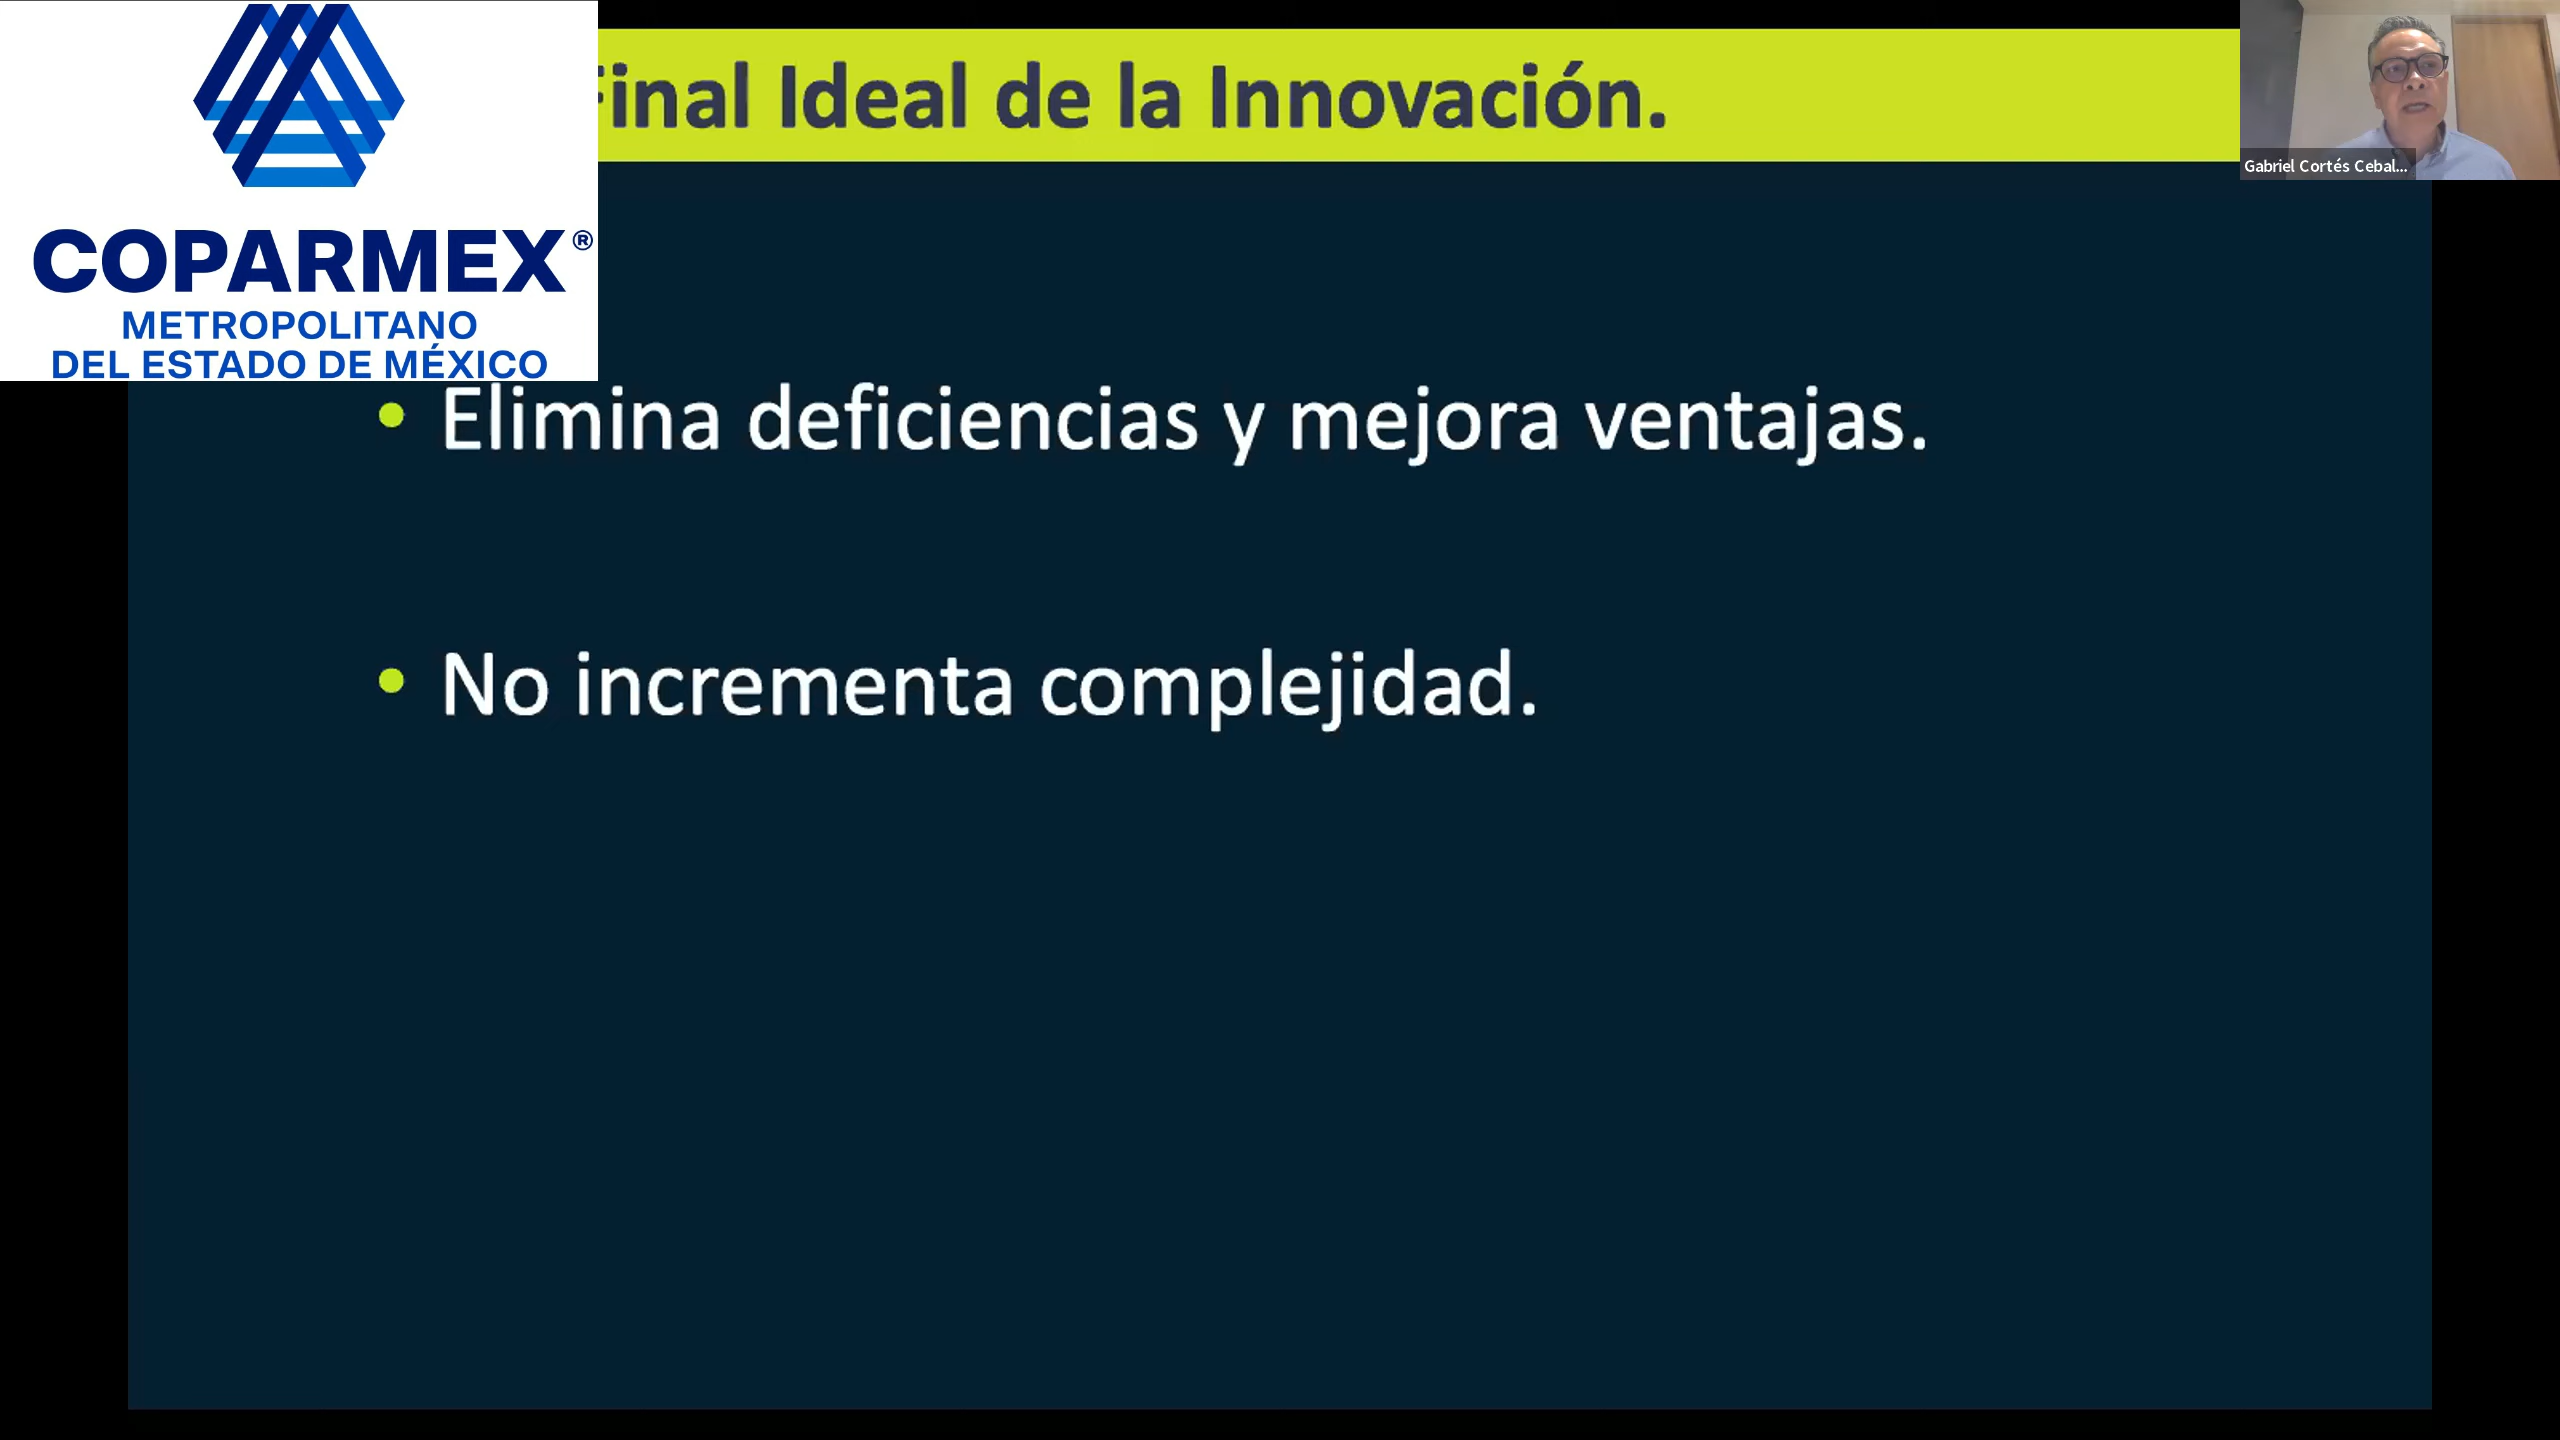 Final Ideal de la Innovación.
COPARMEX®
METROPOLITANO
DEL ESTADO DE MÉXICO
• Elimina deficiencias y mejora ventajas.
• No incrementa complejidad.
Gabriel Cortés Cebal...